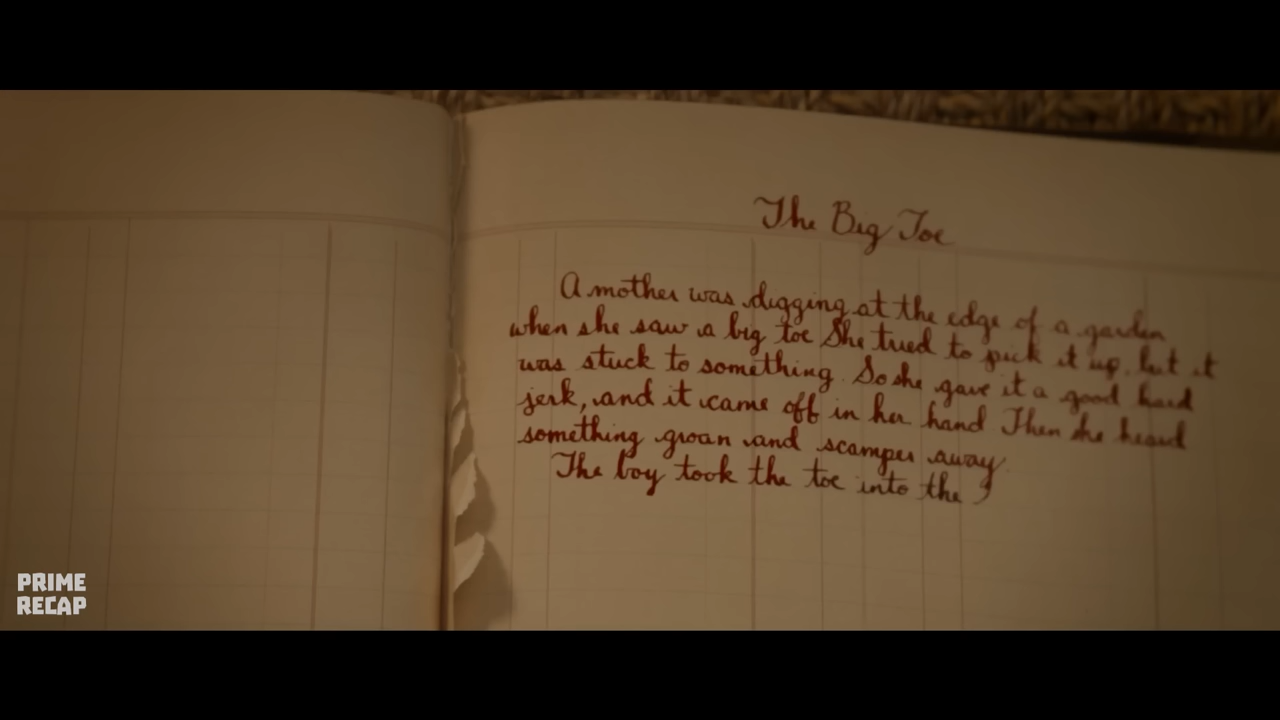 The Big Toe
A mother was digging at the edge of a garden
when she saw a big toe She tried to pick it up, but it
was stuck to something. So she gave it a good hard
jerk, and it came off in her hand Then she heard
something groan and scamper away.
The boy took the toe into the
PRIME
RECAP